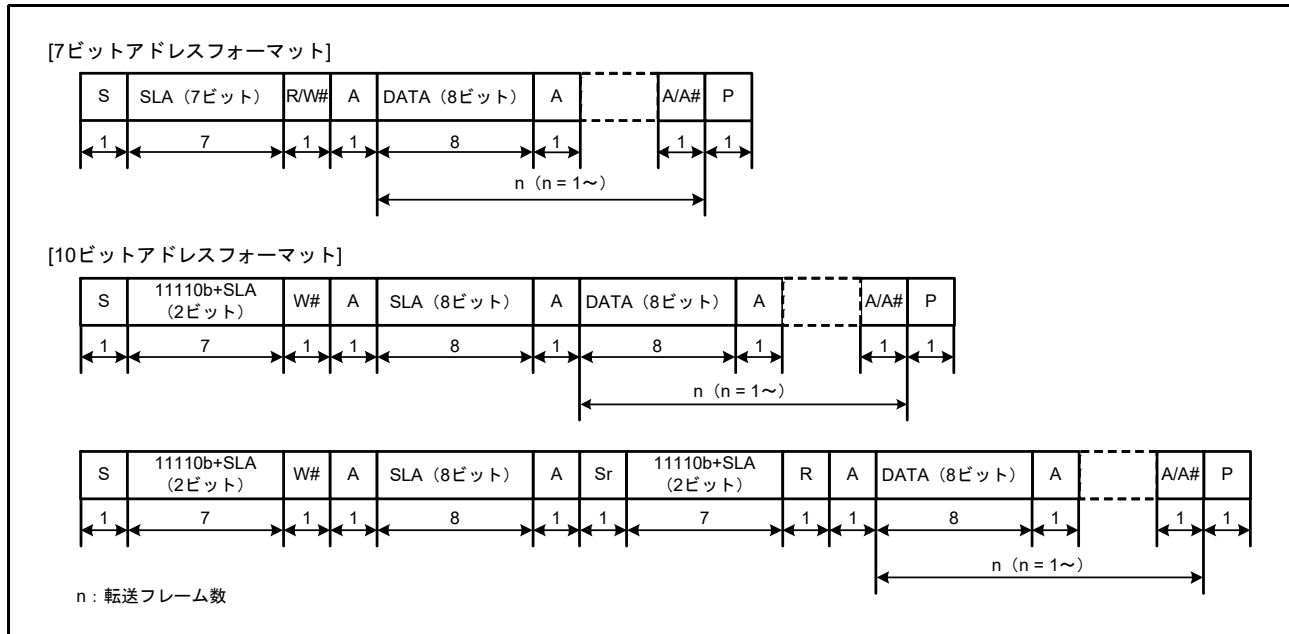 [7ビットアドレスフォーマット]
S SLA（7ビット） R/W# A DATA（8ビット） A A/A# P
1 7 1 1 8 1 1 1
n（n = 1～）
[10ビットアドレスフォーマット]
S 11110b+SLA（2ビット） W# A SLA（8ビット） A DATA（8ビット） A A/A# P
1 7 1 1 8 1 8 1 1 1
n（n = 1～）
S 11110b+SLA（2ビット） W# A SLA（8ビット） A Sr 11110b+SLA（2ビット） R A DATA（8ビット） A A/A# P
1 7 1 1 8 1 1 7 1 1 8 1 1 1
n（n = 1～）
n：転送フレーム数